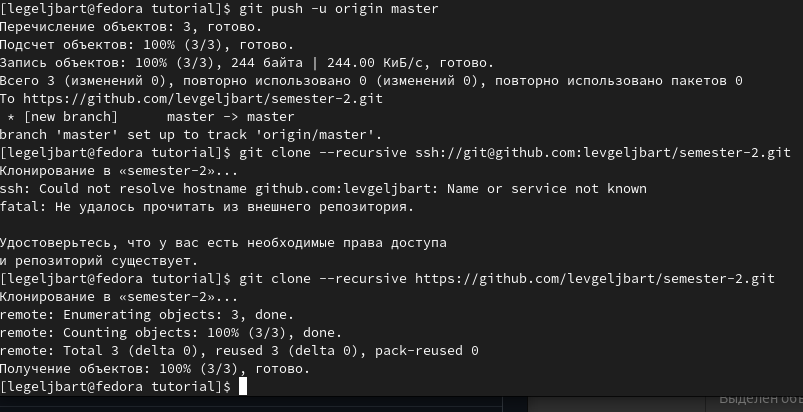 [legeljbart@fedora tutorial]$ git push -u origin master
Перечисление объектов: 3, готово.
Подсчет объектов: 100% (3/3), готово.
Запись объектов: 100% (3/3), 244 байта | 244.00 КиБ/с, готово.
Всего 3 (изменений 0), повторно использовано 0 (изменений 0), повторно использовано пакетов 0
To https://github.com/levgeljbart/semester-2.git
 * [new branch]      master -> master
branch 'master' set up to track 'origin/master'.
[legeljbart@fedora tutorial]$ git clone --recursive ssh://git@github.com:levgeljbart/semester-2.git
Клонирование в «semester-2»...
ssh: Could not resolve hostname github.com:levgeljbart: Name or service not known
fatal: Не удалось прочитать из внешнего репозитория.

Удостоверьтесь, что у вас есть необходимые права доступа
и репозиторий существует.
[legeljbart@fedora tutorial]$ git clone --recursive https://github.com/levgeljbart/semester-2.git
Клонирование в «semester-2»...
remote: Enumerating objects: 3, done.
remote: Counting objects: 100% (3/3), done.
remote: Total 3 (delta 0), reused 3 (delta 0), pack-reused 0
Получение объектов: 100% (3/3), готово.
[legeljbart@fedora tutorial]$
Выделен объ